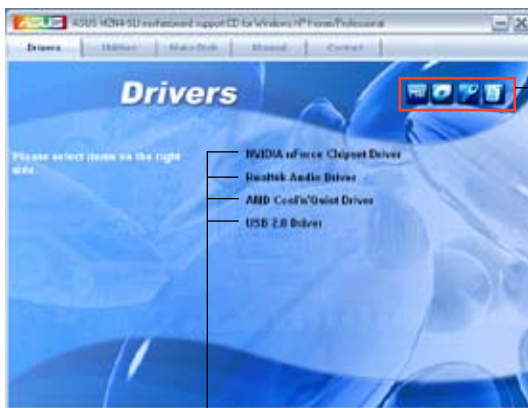 ASUS
ASUS M2N4-SLI motherboard support CD for Windows XP Home/Professional
Drivers Utilities Make Disk Manual Contact
Drivers
Please select items on the right side.
NVIDIA nForce Chipset Driver
Realtek Audio Driver
AMD Cool'n'Quiet Driver
USB 2.0 Driver